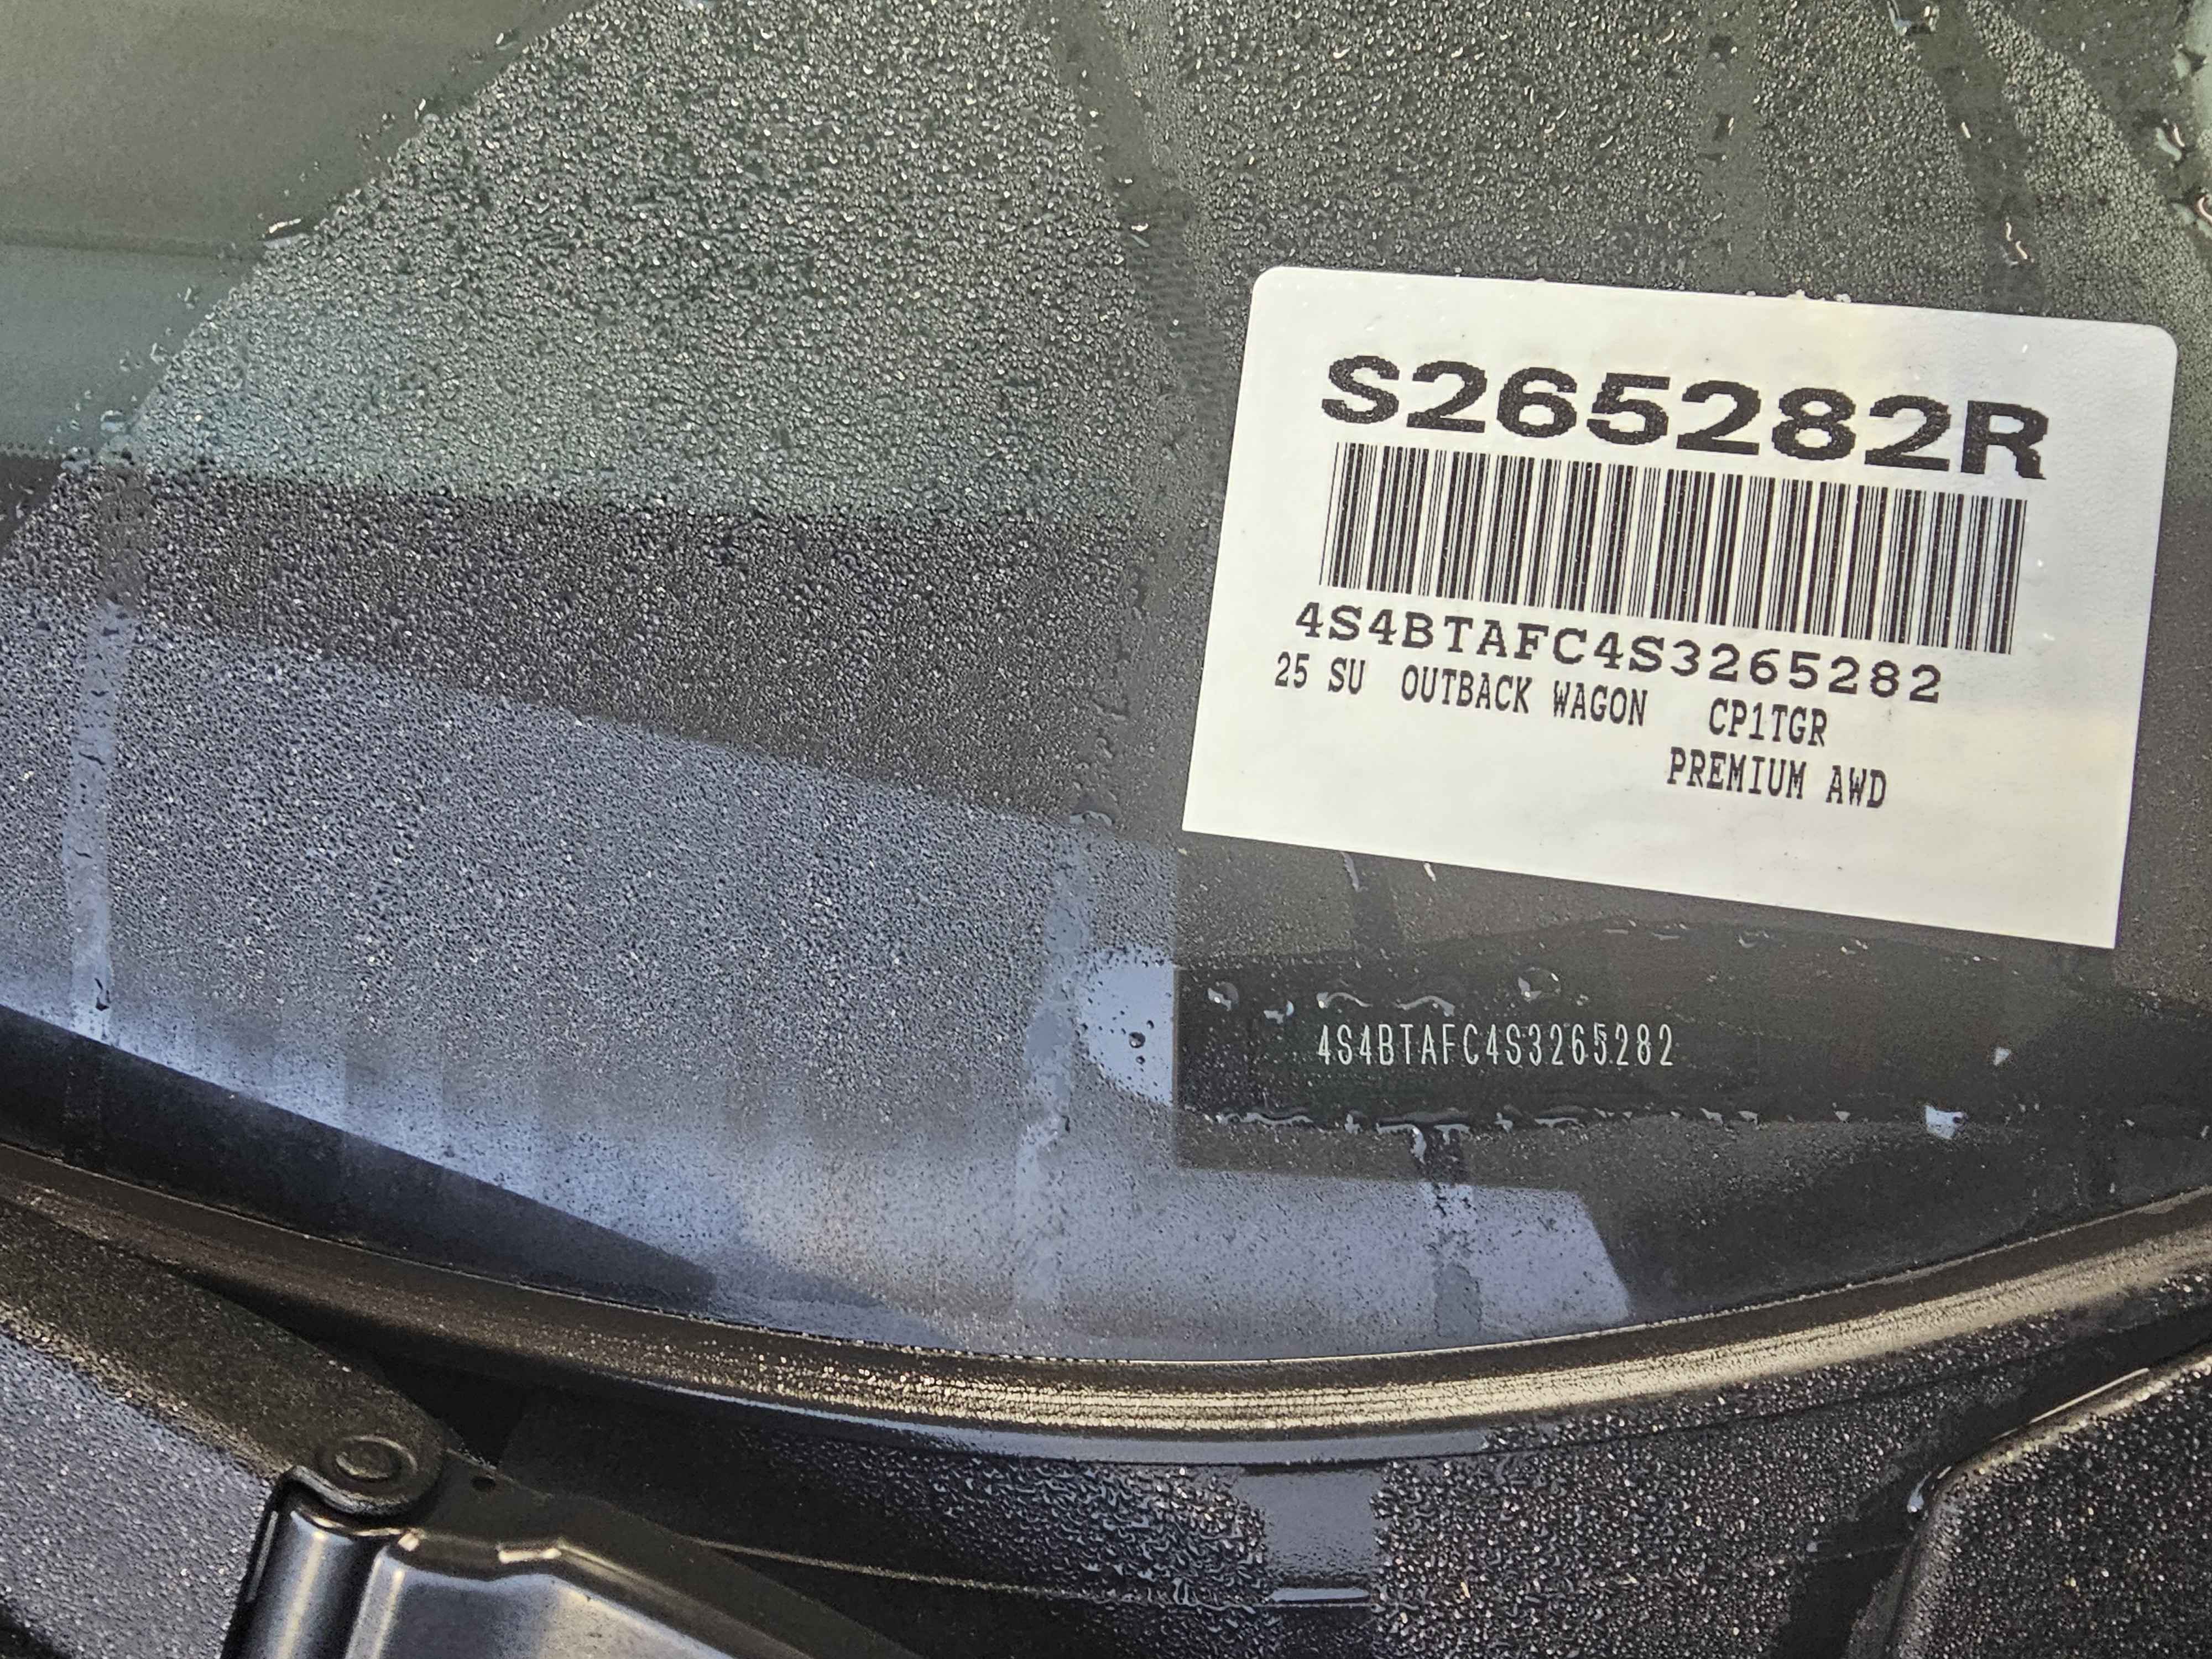 S265282R
4S4BTAFC4S3265282
25 SU OUTBACK WAGON CP1TGR
PREMIUM AWD
4S4BTAFC4S3265282